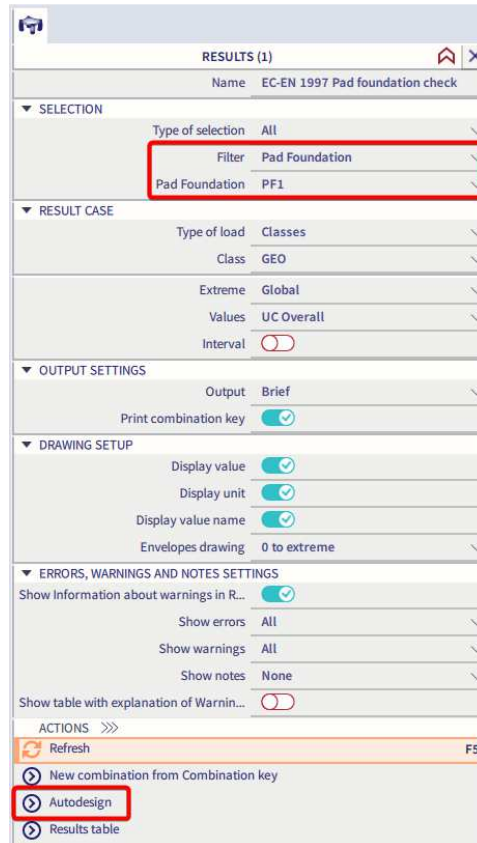 RESULTS (1)
Name EC-EN 1997 Pad foundation check
SELECTION
Type of selection All
Filter Pad Foundation
Pad Foundation PF1
RESULT CASE
Type of load Classes
Class GEO
Extreme Global
Values UC Overall
Interval
OUTPUT SETTINGS
Output Brief
Print combination key
DRAWING SETUP
Display value
Display unit
Display value name
Envelopes drawing 0 to extreme
ERRORS, WARNINGS AND NOTES SETTINGS
Show Information about warnings in R...
Show errors All
Show warnings All
Show notes None
Show table with explanation of Warnin...
ACTIONS >>>
Refresh F5
New combination from Combination key
Autodesign
Results table